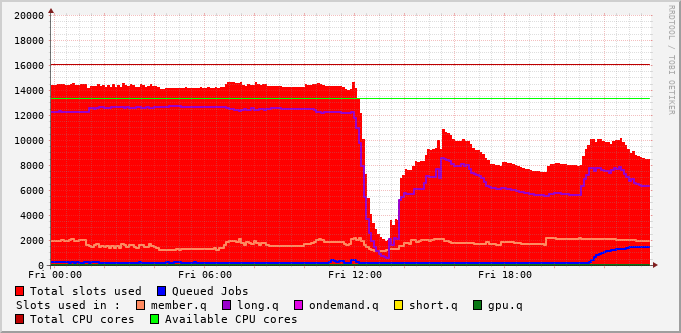 20000
18000
16000
14000
12000
10000
8000
6000
4000
2000
0
Fri 00:00 Fri 06:00 Fri 12:00 Fri 18:00
RRDTOOL / TOBI OETIKER
Total slots used Queued Jobs
Slots used in : member.q long.q ondemand.q short.q gpu.q
Total CPU cores Available CPU cores